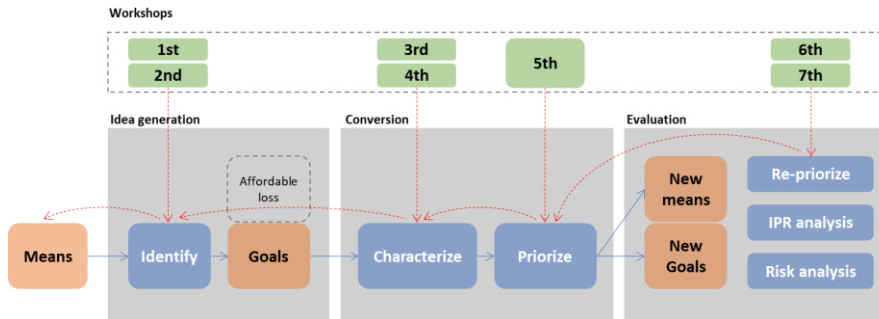 Workshops
1st
2nd
3rd
4th
5th
6th
7th
Idea generation
Conversion
Evaluation
Affordable
loss
Means
Identify
Goals
Characterize
Priorize
New
means
New
Goals
Re-priorize
IPR analysis
Risk analysis